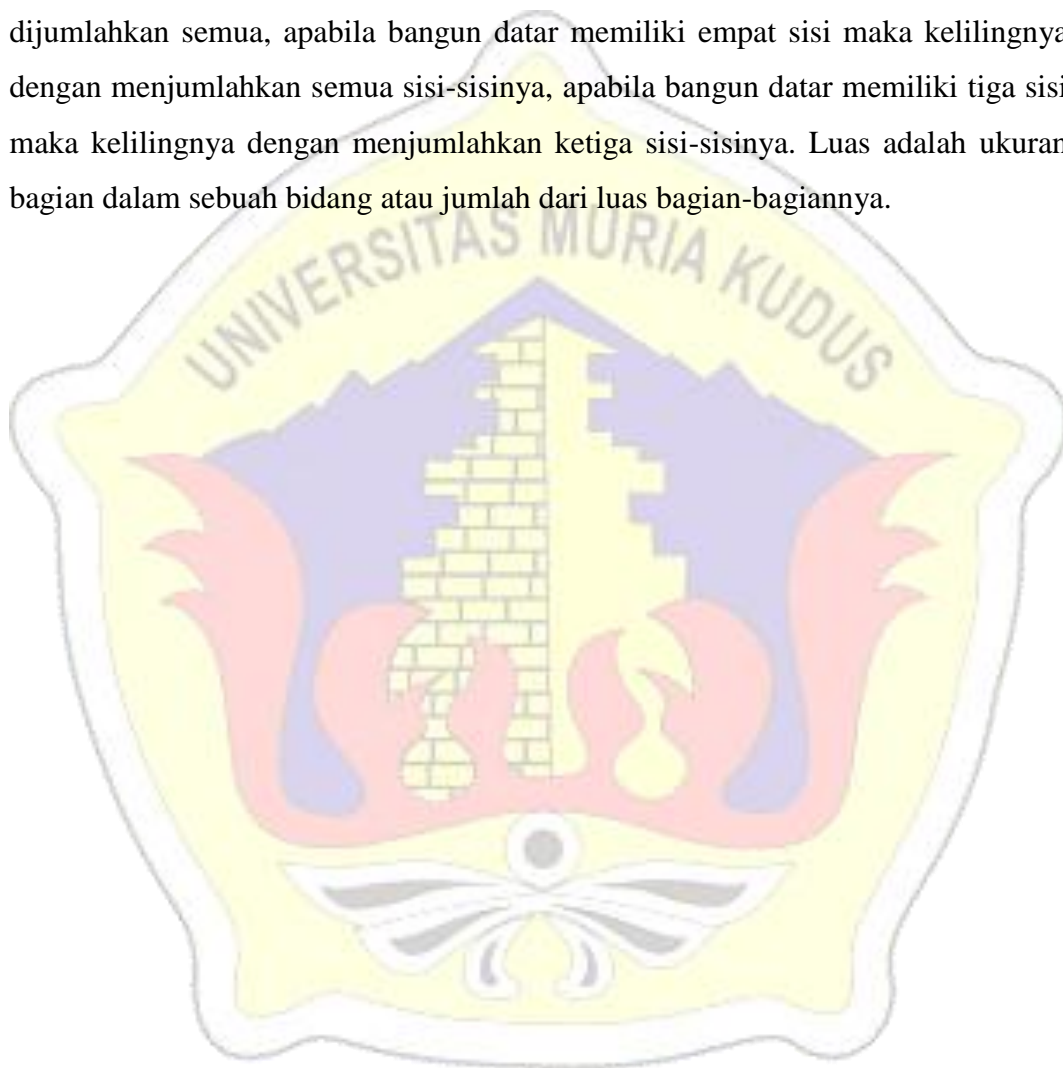 dijumlahkan semua, apabila bangun datar memiliki empat sisi maka kelilingnya
dengan menjumlahkan semua sisi-sisinya, apabila bangun datar memiliki tiga sisi
maka kelilingnya dengan menjumlahkan ketiga sisi-sisinya. Luas adalah ukuran
bagian dalam sebuah bidang atau jumlah dari luas bagian-bagiannya.
UNIVERSITAS MURIA KUDUS